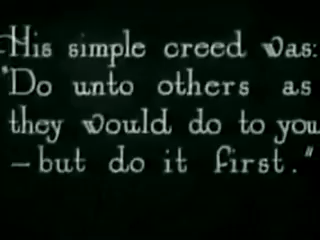 His simple creed was:
"Do unto others as
they would do to you
—but do it first."